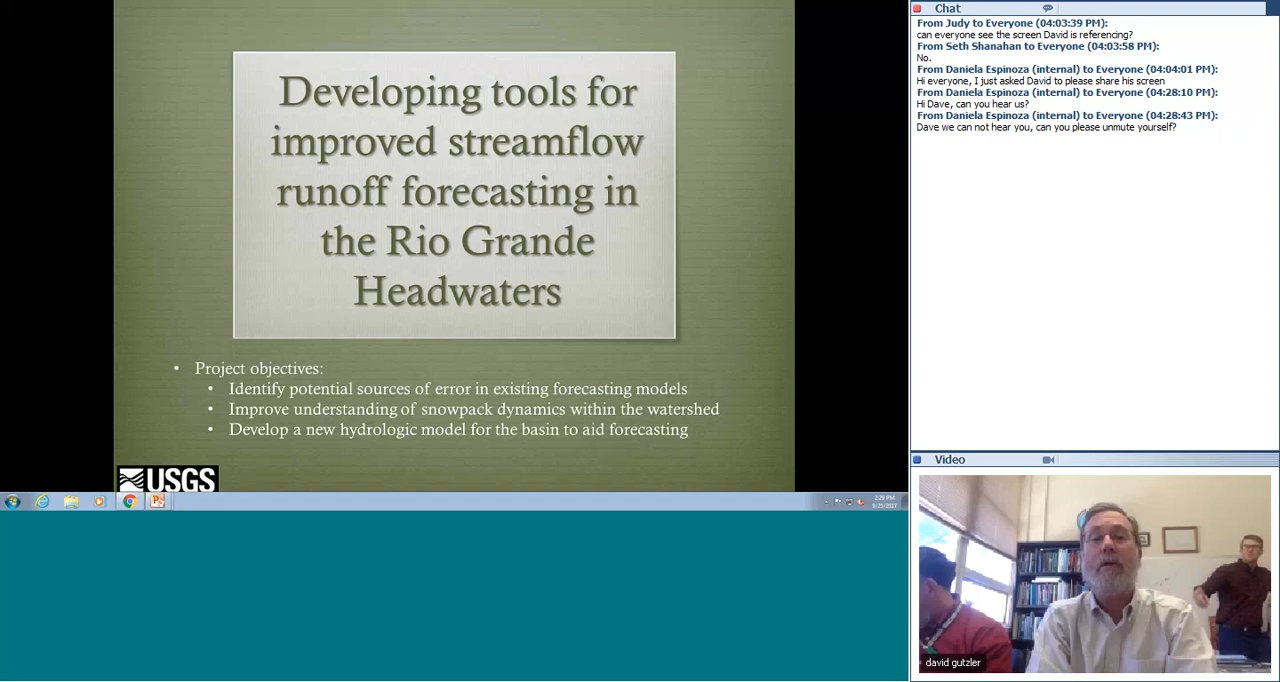 Developing tools for
improved streamflow
runoff forecasting in
the Rio Grande
Headwaters
• Project objectives:
• Identify potential sources of error in existing forecasting models
• Improve understanding of snowpack dynamics within the watershed
• Develop a new hydrologic model for the basin to aid forecasting
USGS
2:29 PM
9/25/2017
Chat
From Judy to Everyone (04:03:39 PM):
can everyone see the screen David is referencing?
From Seth Shanahan to Everyone (04:03:58 PM):
No.
From Daniela Espinoza (internal) to Everyone (04:04:01 PM):
Hi everyone, I just asked David to please share his screen
From Daniela Espinoza (internal) to Everyone (04:28:10 PM):
Hi Dave, can you hear us?
From Daniela Espinoza (internal) to Everyone (04:28:43 PM):
Dave we can not hear you, can you please unmute yourself?
Video
david gutzler